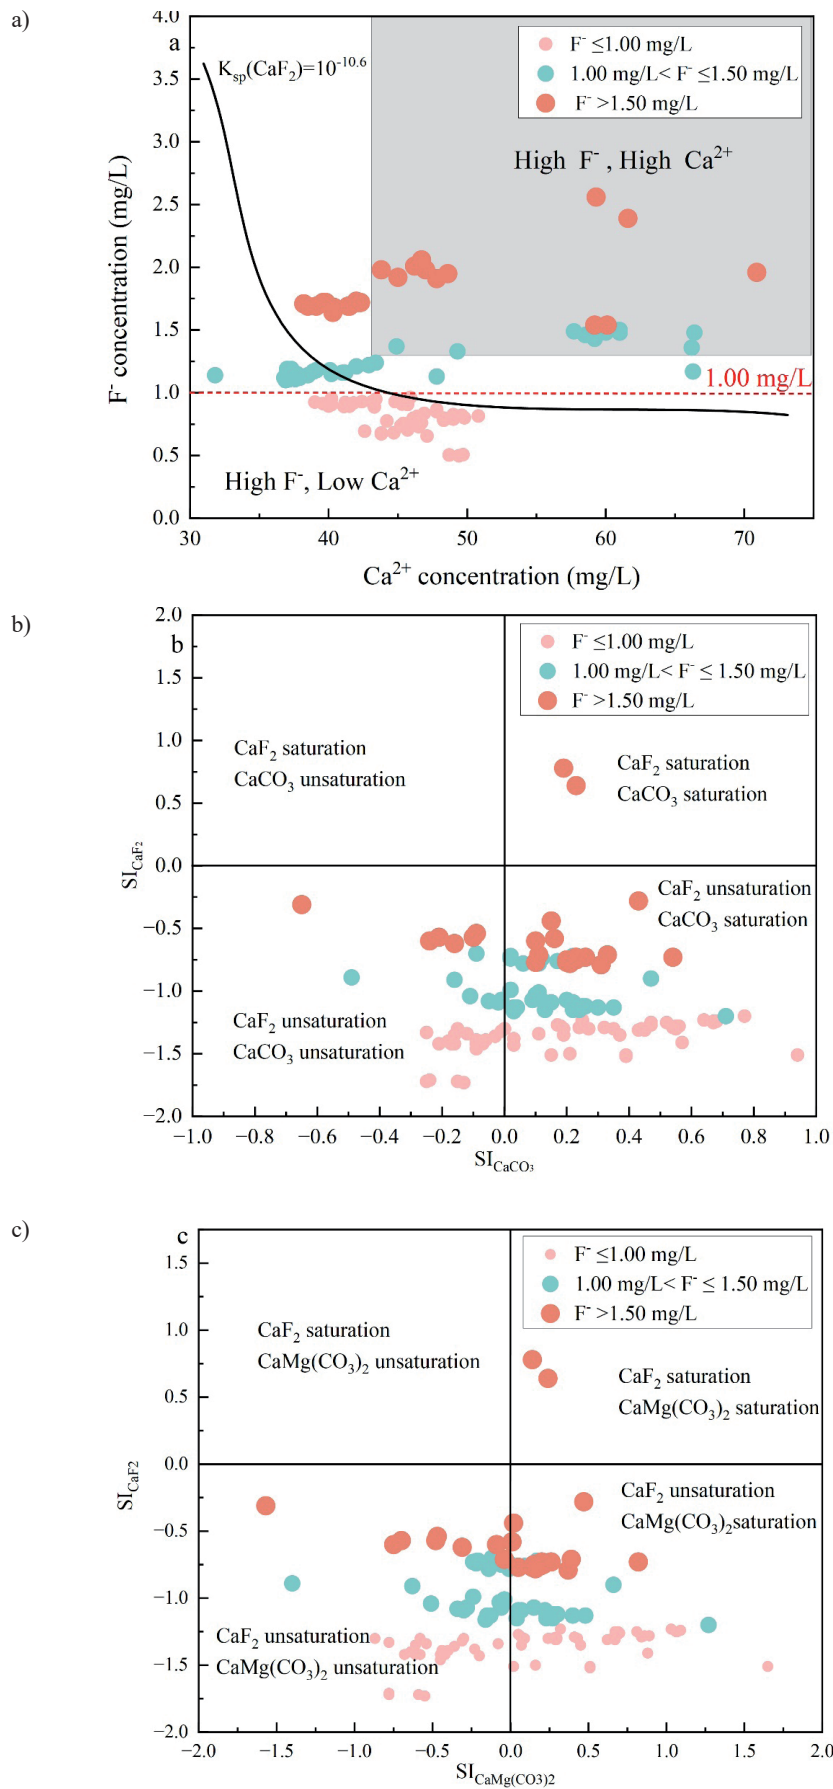 a)
a
K_sp(CaF₂)=10⁻¹⁰·⁶
F⁻ ≤1.00 mg/L
1.00 mg/L< F⁻ ≤1.50 mg/L
F⁻ >1.50 mg/L
High F⁻ , High Ca²⁺
1.00 mg/L
High F⁻, Low Ca²⁺
F⁻ concentration (mg/L)
4.0
3.5
3.0
2.5
2.0
1.5
1.0
0.5
0.0
30 40 50 60 70
Ca²⁺ concentration (mg/L)
b)
b
F⁻ ≤1.00 mg/L
1.00 mg/L< F⁻ ≤ 1.50 mg/L
F⁻ >1.50 mg/L
CaF₂ saturation
CaCO₃ unsaturation
CaF₂ saturation
CaCO₃ saturation
CaF₂ unsaturation
CaCO₃ saturation
CaF₂ unsaturation
CaCO₃ unsaturation
SI_CaF₂
2.0
1.5
1.0
0.5
0.0
−0.5
−1.0
−1.5
−2.0
−1.0 −0.8 −0.6 −0.4 −0.2 0.0 0.2 0.4 0.6 0.8 1.0
SI_CaCO₃
c)
c
F⁻ ≤1.00 mg/L
1.00 mg/L< F⁻ ≤ 1.50 mg/L
F⁻ >1.50 mg/L
CaF₂ saturation
CaMg(CO₃)₂ unsaturation
CaF₂ saturation
CaMg(CO₃)₂ saturation
CaF₂ unsaturation
CaMg(CO₃)₂saturation
CaF₂ unsaturation
CaMg(CO₃)₂ unsaturation
SI_CaF2
1.5
1.0
0.5
0.0
−0.5
−1.0
−1.5
−2.0
−2.0 −1.5 −1.0 −0.5 0.0 0.5 1.0 1.5 2.0
SI_CaMg(CO3)2